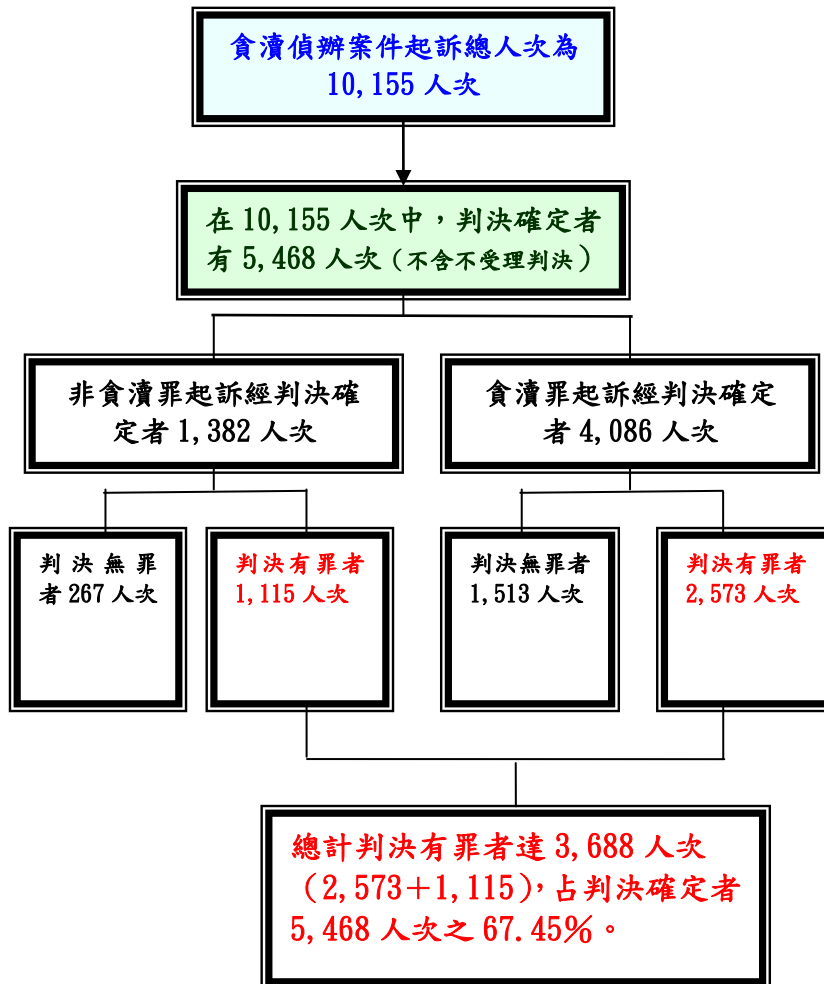 貪瀆偵辦案件起訴總人次為
10,155 人次
在 10,155 人次中，判決確定者
有 5,468 人次（不含不受理判決）
非貪瀆罪起訴經判決確
定者 1,382 人次
貪瀆罪起訴經判決確定
者 4,086 人次
判決無罪
者 267 人次
判決有罪者
1,115 人次
判決無罪者
1,513 人次
判決有罪者
2,573 人次
總計判決有罪者達 3,688 人次
（2,573＋1,115），占判決確定者
5,468 人次之 67.45％。